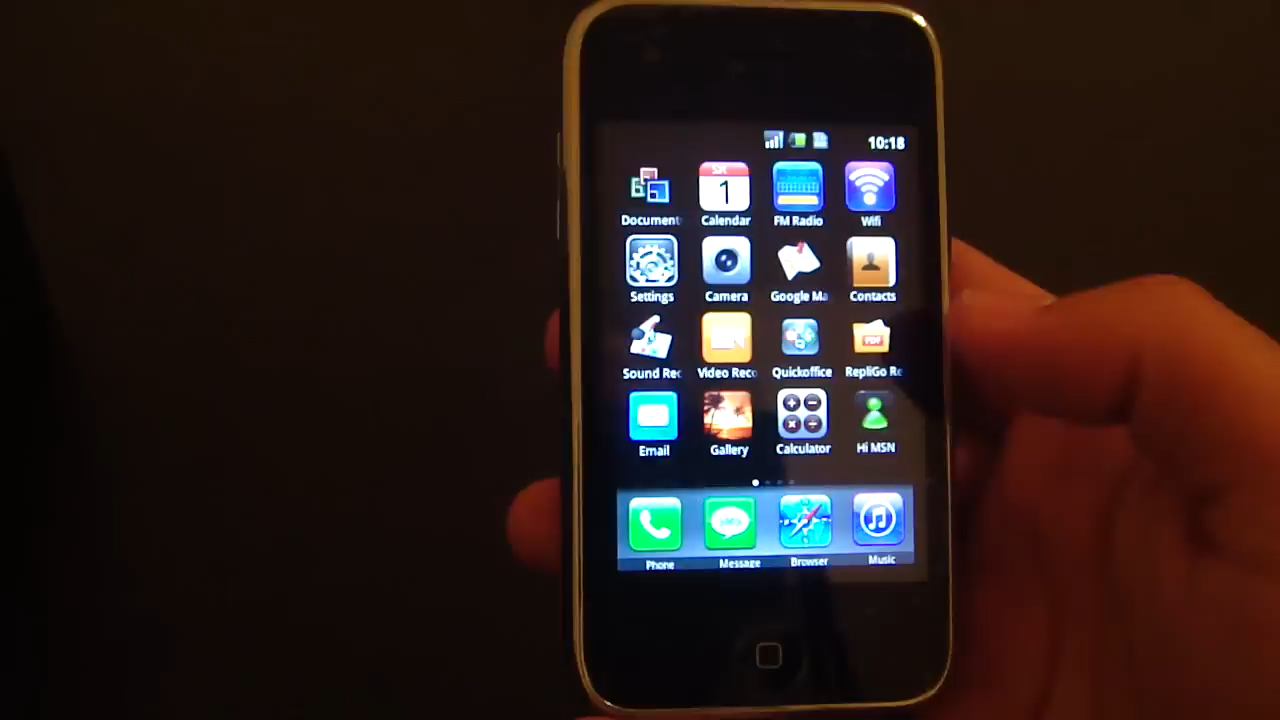 10:18
Document
Calendar
FM Radio
Wifi
1
Settings
Camera
Google Ma
Contacts
Sound Rec
Video Reco
Quickoffice
RepliGo Re
PDF
Email
Gallery
Calculator
Hi MSN
Phone
Message
Browser
Music